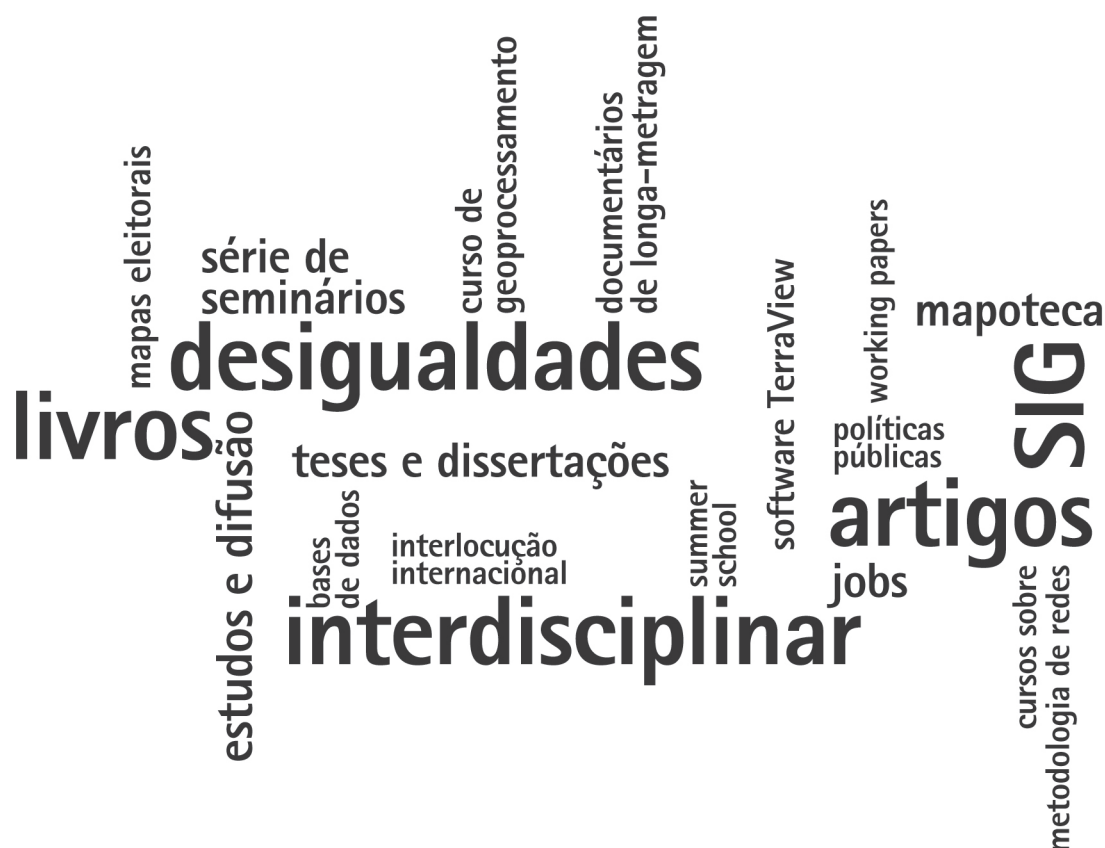 mapas eleitorais
série de
seminários
curso de
geoprocessamento
documentários
de longa-metragem
desigualdades
livros
estudos e difusão
teses e dissertações
bases
de dados
interlocução
internacional
interdisciplinar
summer
school
software TerraView
working papers
mapoteca
SIG
políticas
públicas
artigos
jobs
cursos sobre
metodologia de redes